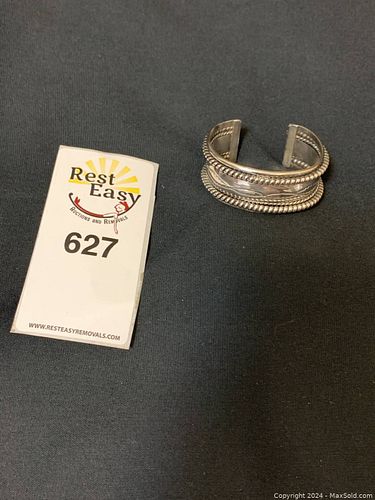 Rest
Easy
AUCTIONS AND REMOVALS
627
WWW.RESTEASYREMOVALS.COM
Copyright 2024 - MaxSold.com